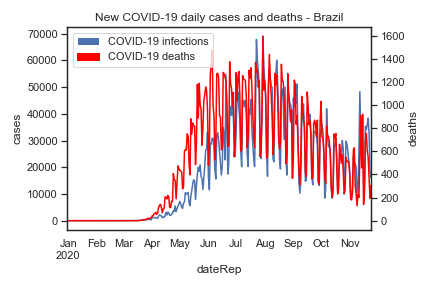 New COVID-19 daily cases and deaths - Brazil
COVID-19 infections
COVID-19 deaths
70000
60000
50000
40000
30000
20000
10000
0
cases
1600
1400
1200
1000
800
600
400
200
0
deaths
Jan Feb Mar Apr May Jun Jul Aug Sep Oct Nov
2020
dateRep